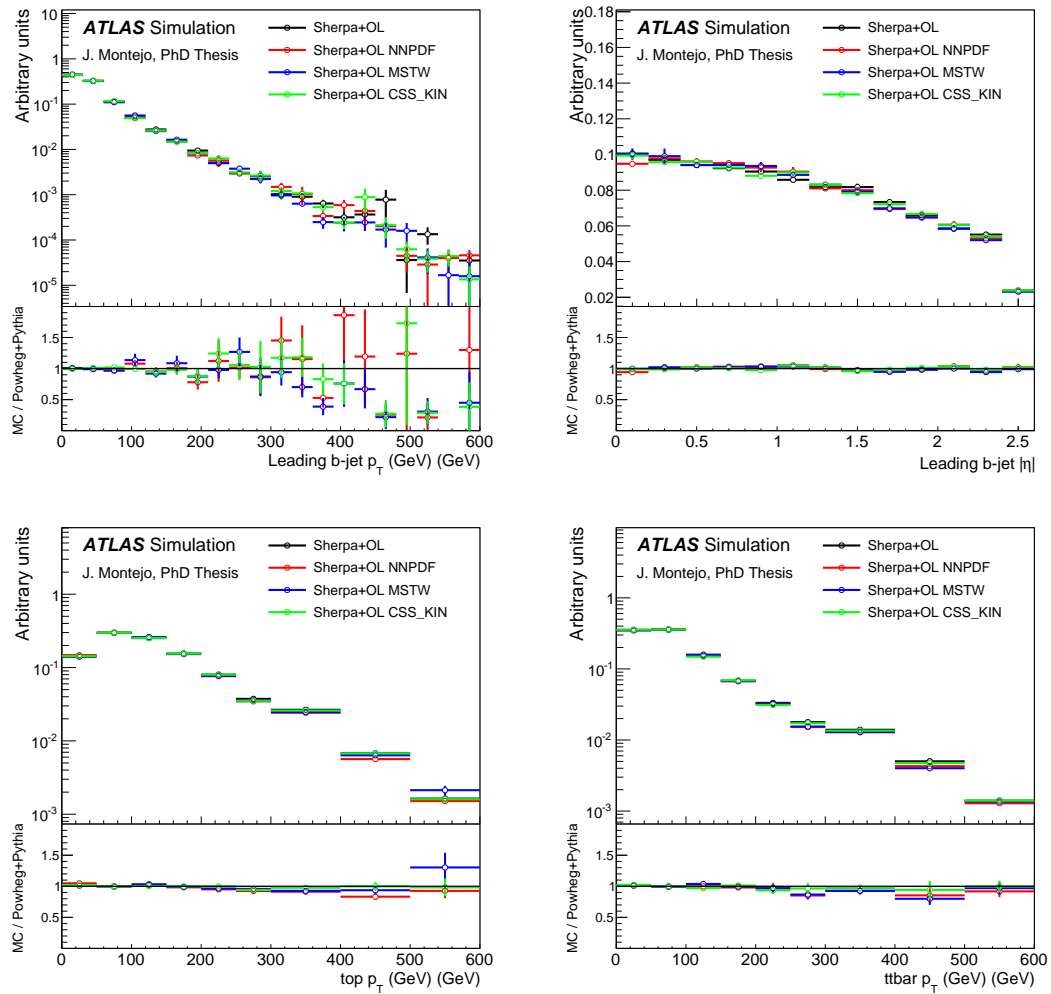 ATLAS Simulation
J. Montejo, PhD Thesis
Sherpa+OL
Sherpa+OL NNPDF
Sherpa+OL MSTW
Sherpa+OL CSS_KIN
Arbitrary units
10
1
10^-1
10^-2
10^-3
10^-4
10^-5
MC / Powheg+Pythia
1.5
1
0.5
0 100 200 300 400 500 600
Leading b-jet p_T (GeV) (GeV)
ATLAS Simulation
J. Montejo, PhD Thesis
Sherpa+OL
Sherpa+OL NNPDF
Sherpa+OL MSTW
Sherpa+OL CSS_KIN
Arbitrary units
0.18
0.16
0.14
0.12
0.1
0.08
0.06
0.04
0.02
MC / Powheg+Pythia
1.5
1
0.5
0 0.5 1 1.5 2 2.5
Leading b-jet |η|
ATLAS Simulation
J. Montejo, PhD Thesis
Sherpa+OL
Sherpa+OL NNPDF
Sherpa+OL MSTW
Sherpa+OL CSS_KIN
Arbitrary units
1
10^-1
10^-2
10^-3
MC / Powheg+Pythia
1.5
1
0.5
0 100 200 300 400 500 600
top p_T (GeV) (GeV)
ATLAS Simulation
J. Montejo, PhD Thesis
Sherpa+OL
Sherpa+OL NNPDF
Sherpa+OL MSTW
Sherpa+OL CSS_KIN
Arbitrary units
1
10^-1
10^-2
10^-3
MC / Powheg+Pythia
1.5
1
0.5
0 100 200 300 400 500 600
ttbar p_T (GeV) (GeV)